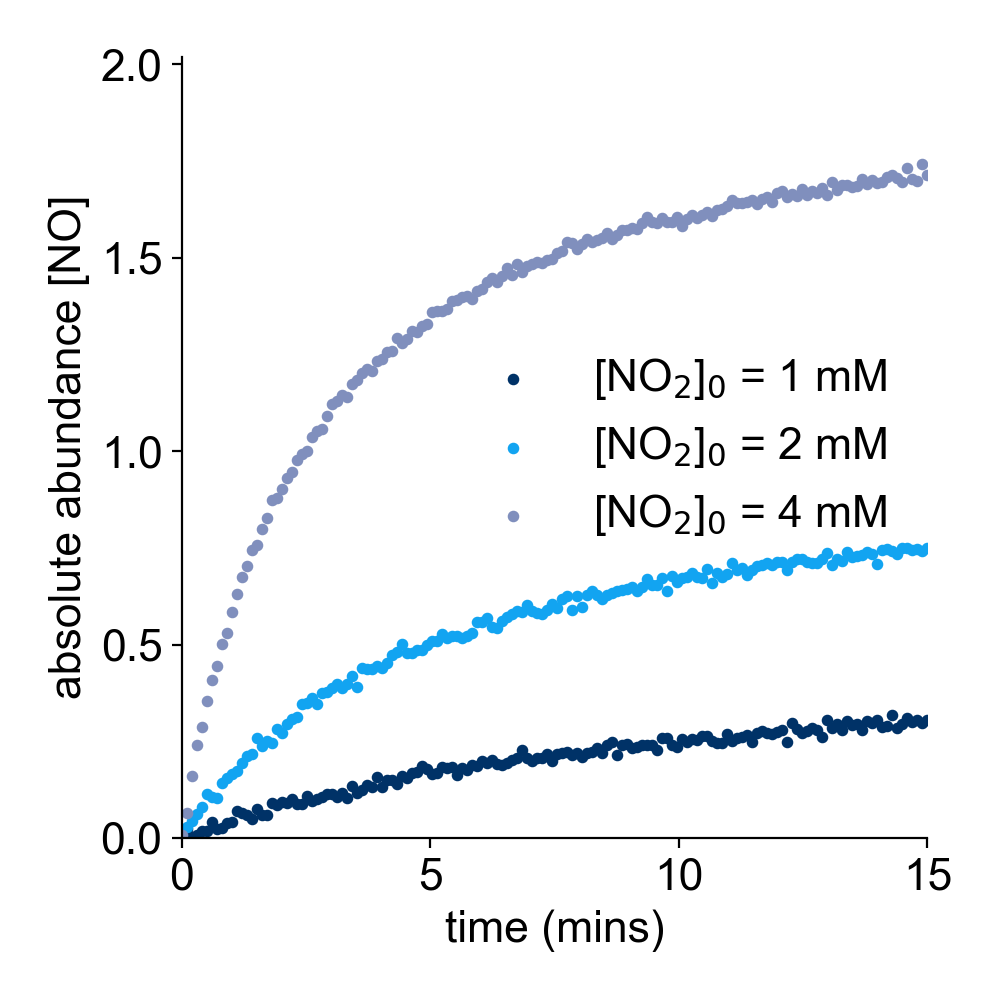 2.0
1.5
1.0
0.5
0.0
absolute abundance [NO]
[NO₂]₀ = 1 mM
[NO₂]₀ = 2 mM
[NO₂]₀ = 4 mM
0 5 10 15
time (mins)